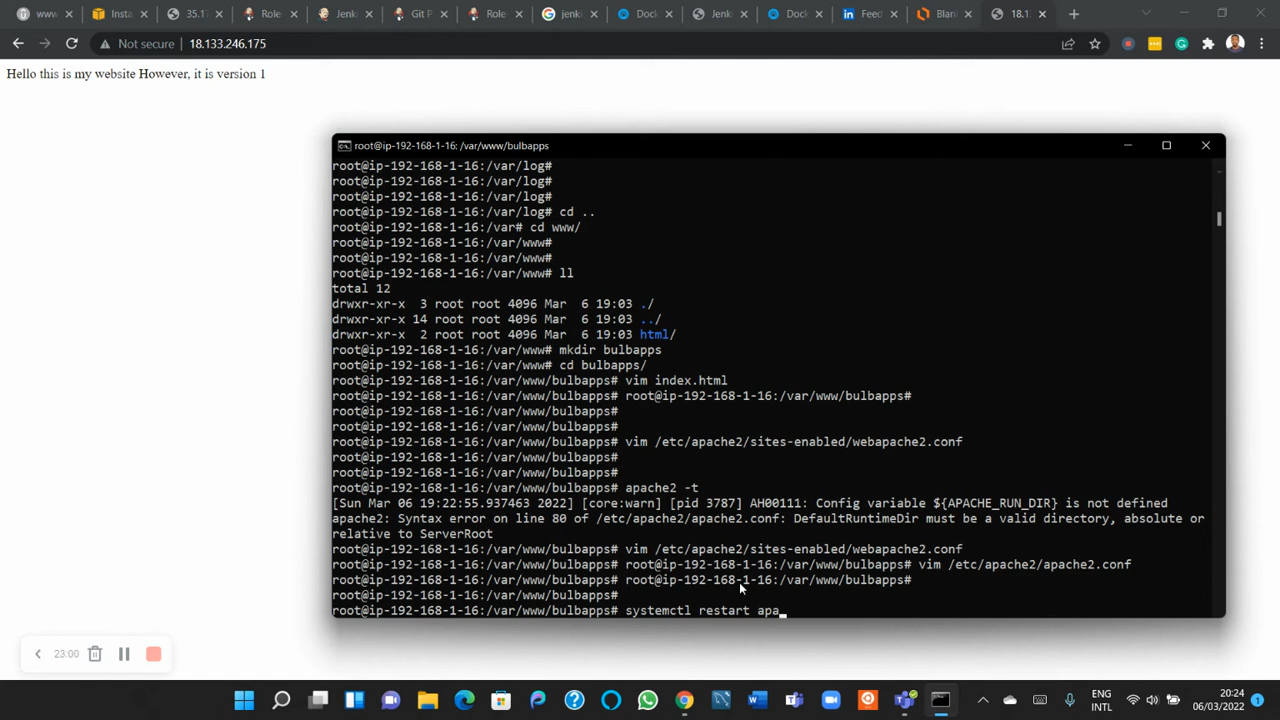 www
Insta
35.17
Role
Jenki
Git P
Role
jenki
Dock
Jenk
Dock
Feed
Blan
18.13
Not secure
18.133.246.175
Hello this is my website However, it is version 1
root@ip-192-168-1-16: /var/www/bulbapps
root@ip-192-168-1-16:/var/log#
root@ip-192-168-1-16:/var/log#
root@ip-192-168-1-16:/var/log#
root@ip-192-168-1-16:/var/log# cd ..
root@ip-192-168-1-16:/var# cd www/
root@ip-192-168-1-16:/var/www#
root@ip-192-168-1-16:/var/www#
root@ip-192-168-1-16:/var/www# ll
total 12
drwxr-xr-x  3 root root 4096 Mar  6 19:03 ./
drwxr-xr-x 14 root root 4096 Mar  6 19:03 ../
drwxr-xr-x  2 root root 4096 Mar  6 19:03 html/
root@ip-192-168-1-16:/var/www# mkdir bulbapps
root@ip-192-168-1-16:/var/www# cd bulbapps/
root@ip-192-168-1-16:/var/www/bulbapps# vim index.html
root@ip-192-168-1-16:/var/www/bulbapps# root@ip-192-168-1-16:/var/www/bulbapps#
root@ip-192-168-1-16:/var/www/bulbapps#
root@ip-192-168-1-16:/var/www/bulbapps#
root@ip-192-168-1-16:/var/www/bulbapps# vim /etc/apache2/sites-enabled/webapache2.conf
root@ip-192-168-1-16:/var/www/bulbapps#
root@ip-192-168-1-16:/var/www/bulbapps#
root@ip-192-168-1-16:/var/www/bulbapps# apache2 -t
[Sun Mar 06 19:22:55.937463 2022] [core:warn] [pid 3787] AH00111: Config variable ${APACHE_RUN_DIR} is not defined
apache2: Syntax error on line 80 of /etc/apache2/apache2.conf: DefaultRuntimeDir must be a valid directory, absolute or
relative to ServerRoot
root@ip-192-168-1-16:/var/www/bulbapps# vim /etc/apache2/sites-enabled/webapache2.conf
root@ip-192-168-1-16:/var/www/bulbapps# root@ip-192-168-1-16:/var/www/bulbapps# vim /etc/apache2/apache2.conf
root@ip-192-168-1-16:/var/www/bulbapps# root@ip-192-168-1-16:/var/www/bulbapps#
root@ip-192-168-1-16:/var/www/bulbapps#
root@ip-192-168-1-16:/var/www/bulbapps# systemctl restart apa_
23:00
ENG
INTL
20:24
06/03/2022